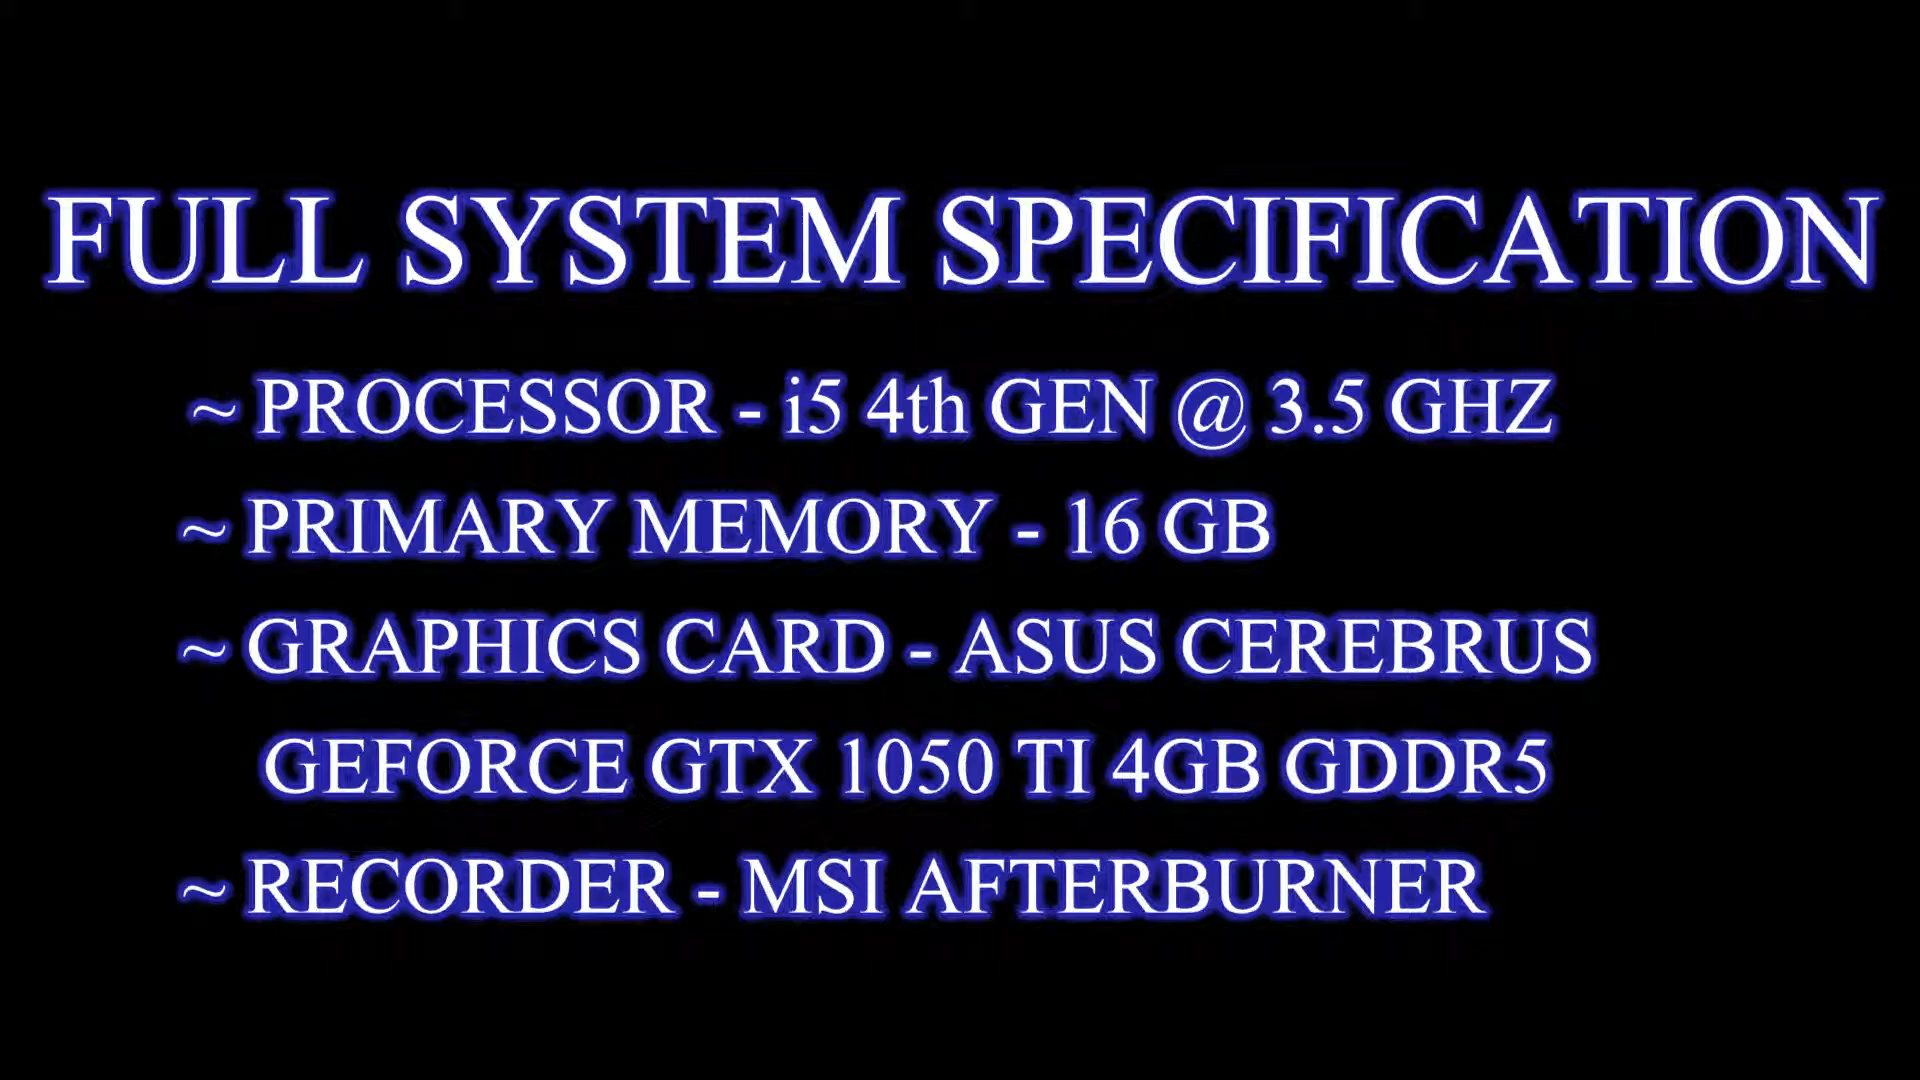 FULL SYSTEM SPECIFICATION
~ PROCESSOR - i5 4th GEN @ 3.5 GHZ
~ PRIMARY MEMORY - 16 GB
~ GRAPHICS CARD - ASUS CEREBRUS
GEFORCE GTX 1050 TI 4GB GDDR5
~ RECORDER - MSI AFTERBURNER